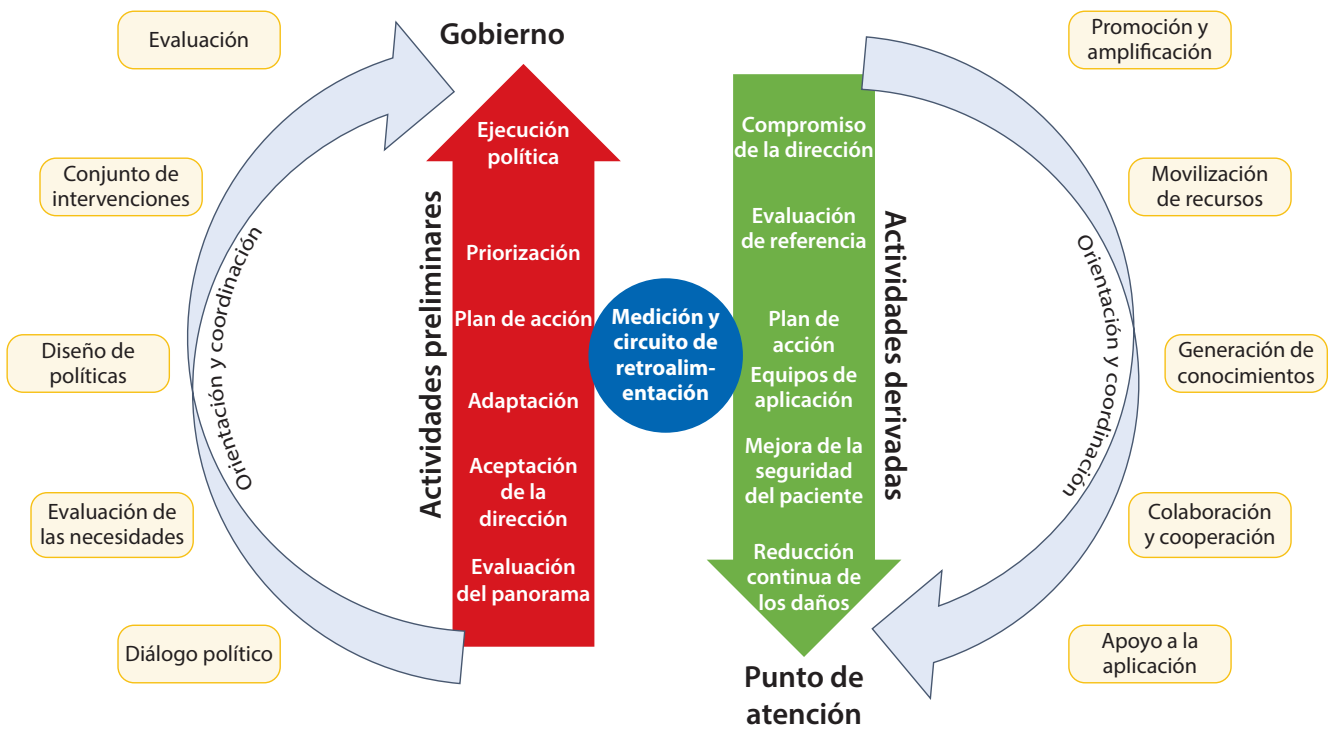 Evaluación
Conjunto de
intervenciones
Diseño de
políticas
Evaluación de
las necesidades
Diálogo político
Orientación y coordinación
Actividades preliminares
Gobierno
Ejecución
política
Priorización
Plan de acción
Adaptación
Aceptación
de la
dirección
Evaluación
del panorama
Medición y
circuito de
retroalim-
entación
Compromiso
de la dirección
Evaluación
de referencia
Plan de
acción
Equipos de
aplicación
Mejora de la
seguridad
del paciente
Reducción
continua de
los daños
Punto de
atención
Actividades derivadas
Orientación y coordinación
Promoción y
amplificación
Movilización
de recursos
Generación de
conocimientos
Colaboración
y cooperación
Apoyo a la
aplicación